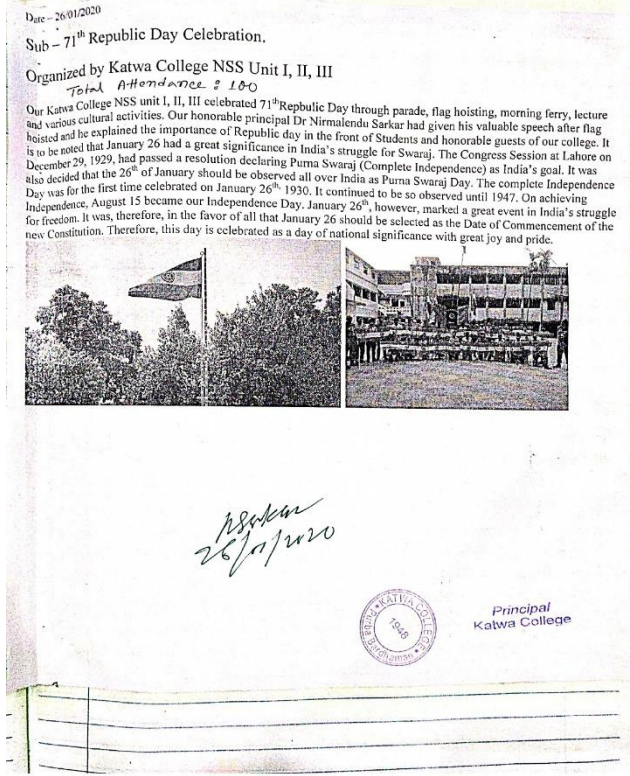 Date – 26/01/2020
Sub – 71th Republic Day Celebration.
Organized by Katwa College NSS Unit I, II, III
Total Attendance : 100
Our Katwa College NSS unit I, II, III celebrated 71th Repbulic Day through parade, flag hoisting, morning ferry, lecture
and various cultural activities. Our honorable principal Dr Nirmalendu Sarkar had given his valuable speech after flag
hoisted and he explained the importance of Republic day in the front of Students and honorable guests of our college. It
is to be noted that January 26 had a great significance in India's struggle for Swaraj. The Congress Session at Lahore on
December 29, 1929, had passed a resolution declaring Purna Swaraj (Complete Independence) as India's goal. It was
also decided that the 26th of January should be observed all over India as Purna Swaraj Day. The complete Independence
Day was for the first time celebrated on January 26th, 1930. It continued to be so observed until 1947. On achieving
Independence, August 15 became our Independence Day. January 26th, however, marked a great event in India's struggle
for freedom. It was, therefore, in the favor of all that January 26 should be selected as the Date of Commencement of the
new Constitution. Therefore, this day is celebrated as a day of national significance with great joy and pride.
NSarkar
26/01/2020
KATWA COLLEGE
1948
Purba Bardhaman
Principal
Katwa College